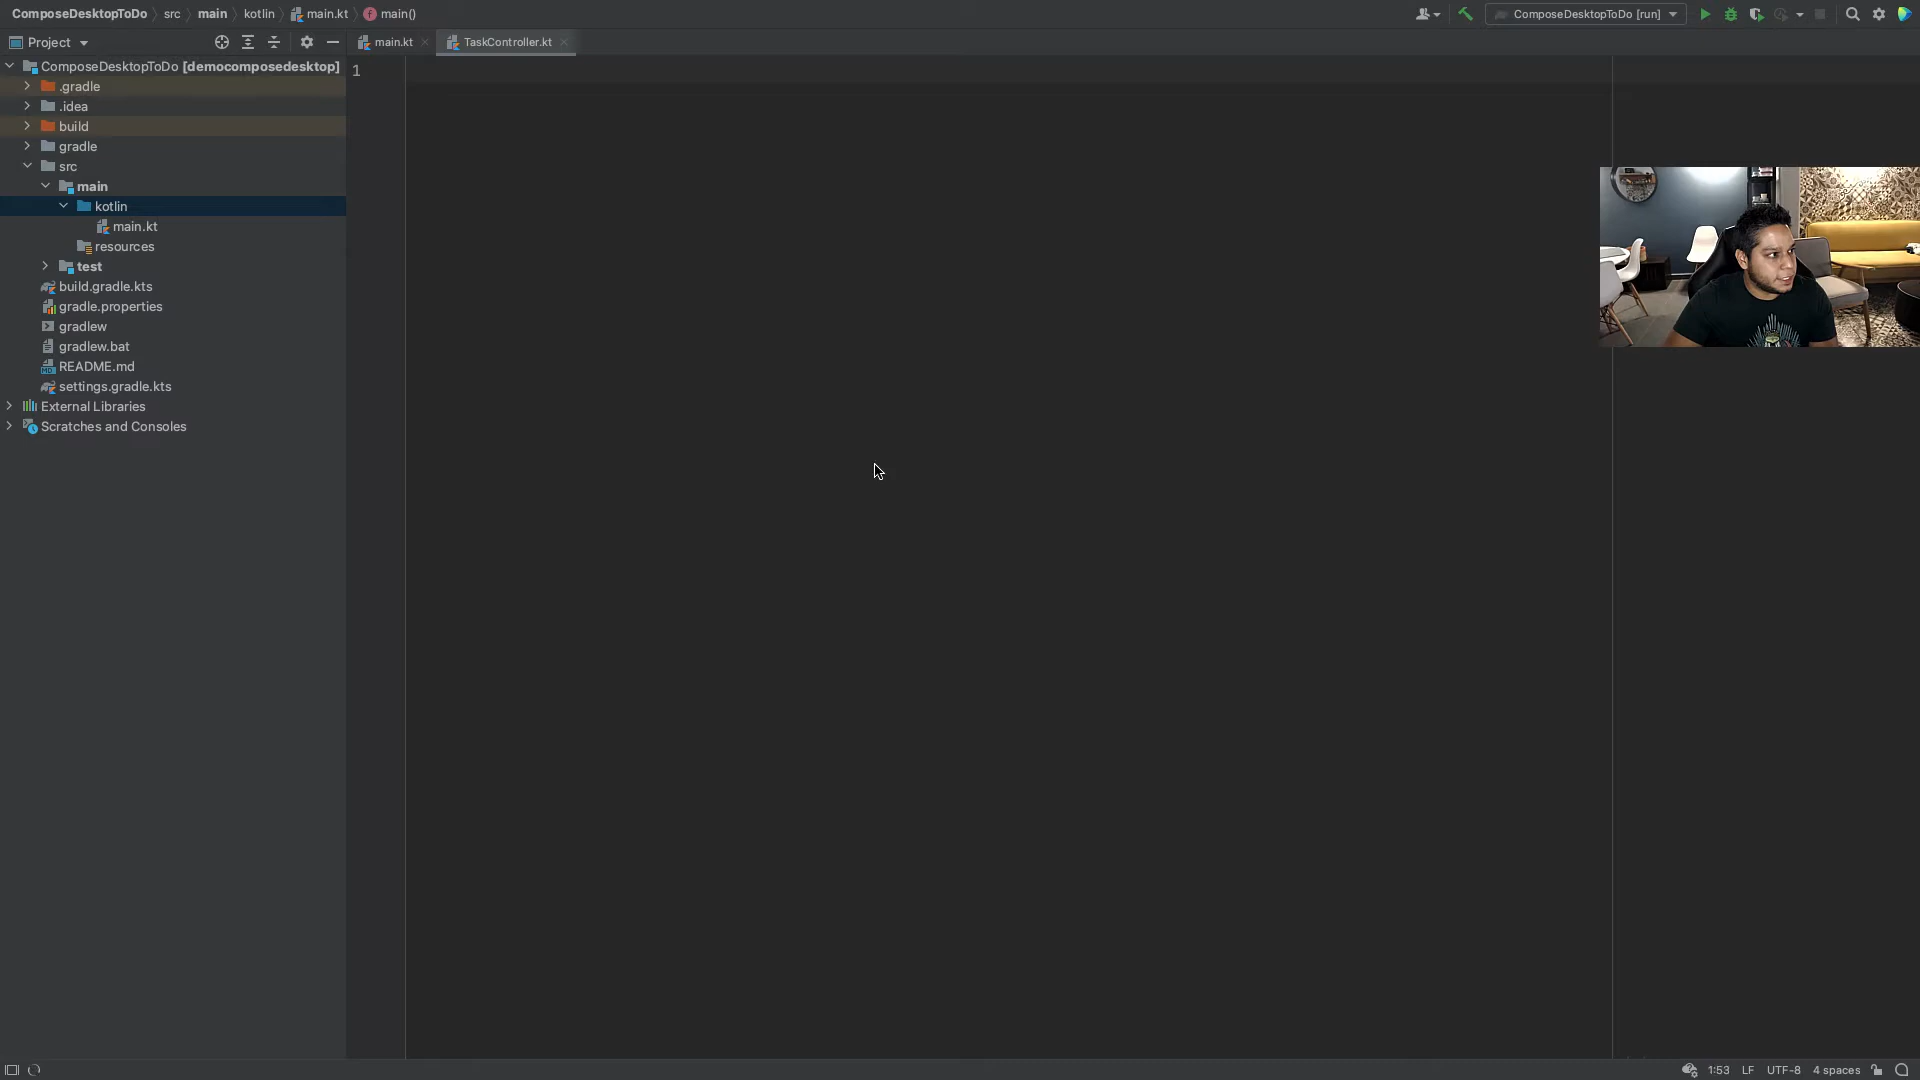 ComposeDesktopToDo src main kotlin main.kt main()
ComposeDesktopToDo [run]
Project
main.kt
TaskController.kt
ComposeDesktopToDo [democomposedesktop]
.gradle
.idea
build
gradle
src
main
kotlin
main.kt
resources
test
build.gradle.kts
gradle.properties
gradlew
gradlew.bat
README.md
settings.gradle.kts
External Libraries
Scratches and Consoles
1
1:53 LF UTF-8 4 spaces